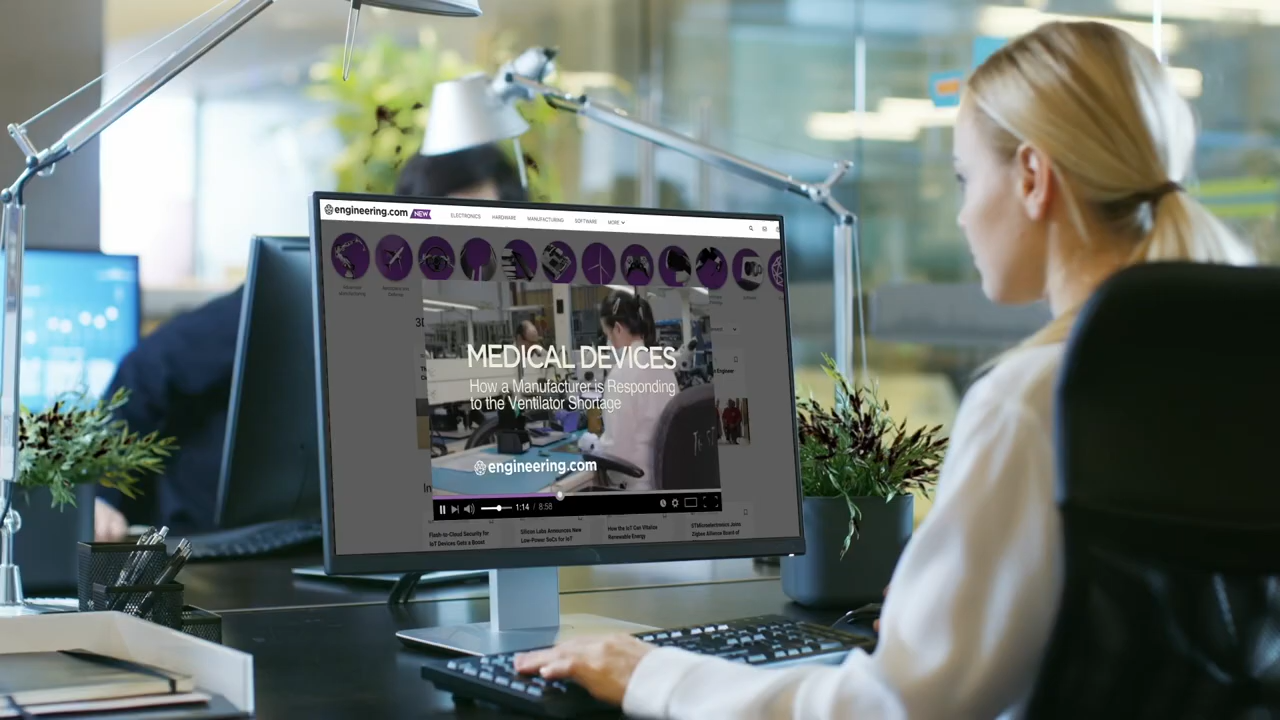 engineering.com NEW
ELECTRONICS HARDWARE MANUFACTURING SOFTWARE MORE
3D
MEDICAL DEVICES
How a Manufacturer is Responding
to the Ventilator Shortage
engineering.com
1:14 / 8:58
Flash-to-Cloud Security for
IoT Devices Gets a Boost
Silicon Labs Announces New
Low-Power SoCs for IoT
How the IoT Can Vitalize
Renewable Energy
STMicroelectronics Joins
Zigbee Alliance Board of